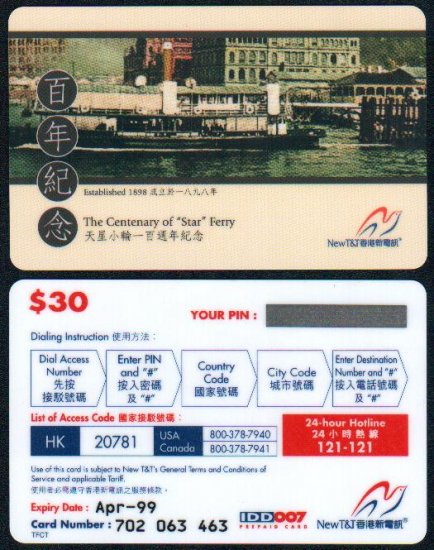 百
年
紀
念
Established 1898 成立於一八九八年
The Centenary of "Star" Ferry
天星小輪一百週年紀念
NewT&T香港新電訊
$30
YOUR PIN :
Dialing Instruction 使用方法 :
Dial Access Number 先按 接駁號碼
Enter PIN and "#" 按入密碼 及 "#"
Country Code 國家號碼
City Code 城市號碼
Enter Destination Number and "#" 按入電話號碼 及 "#"
List of Access Code 國家接駁號碼 :
HK 20781
USA 800-378-7940
Canada 800-378-7941
24-hour Hotline
24 小時熱線
121-121
Use of this card is subject to New T&T's General Terms and Conditions of
Service and applicable Tariff.
使用者必需遵守香港新電訊之服務條款。
Expiry Date : Apr-99
Card Number : 702 063 463
TFCT
IDD007
PREPAID CARD
NewT&T香港新電訊